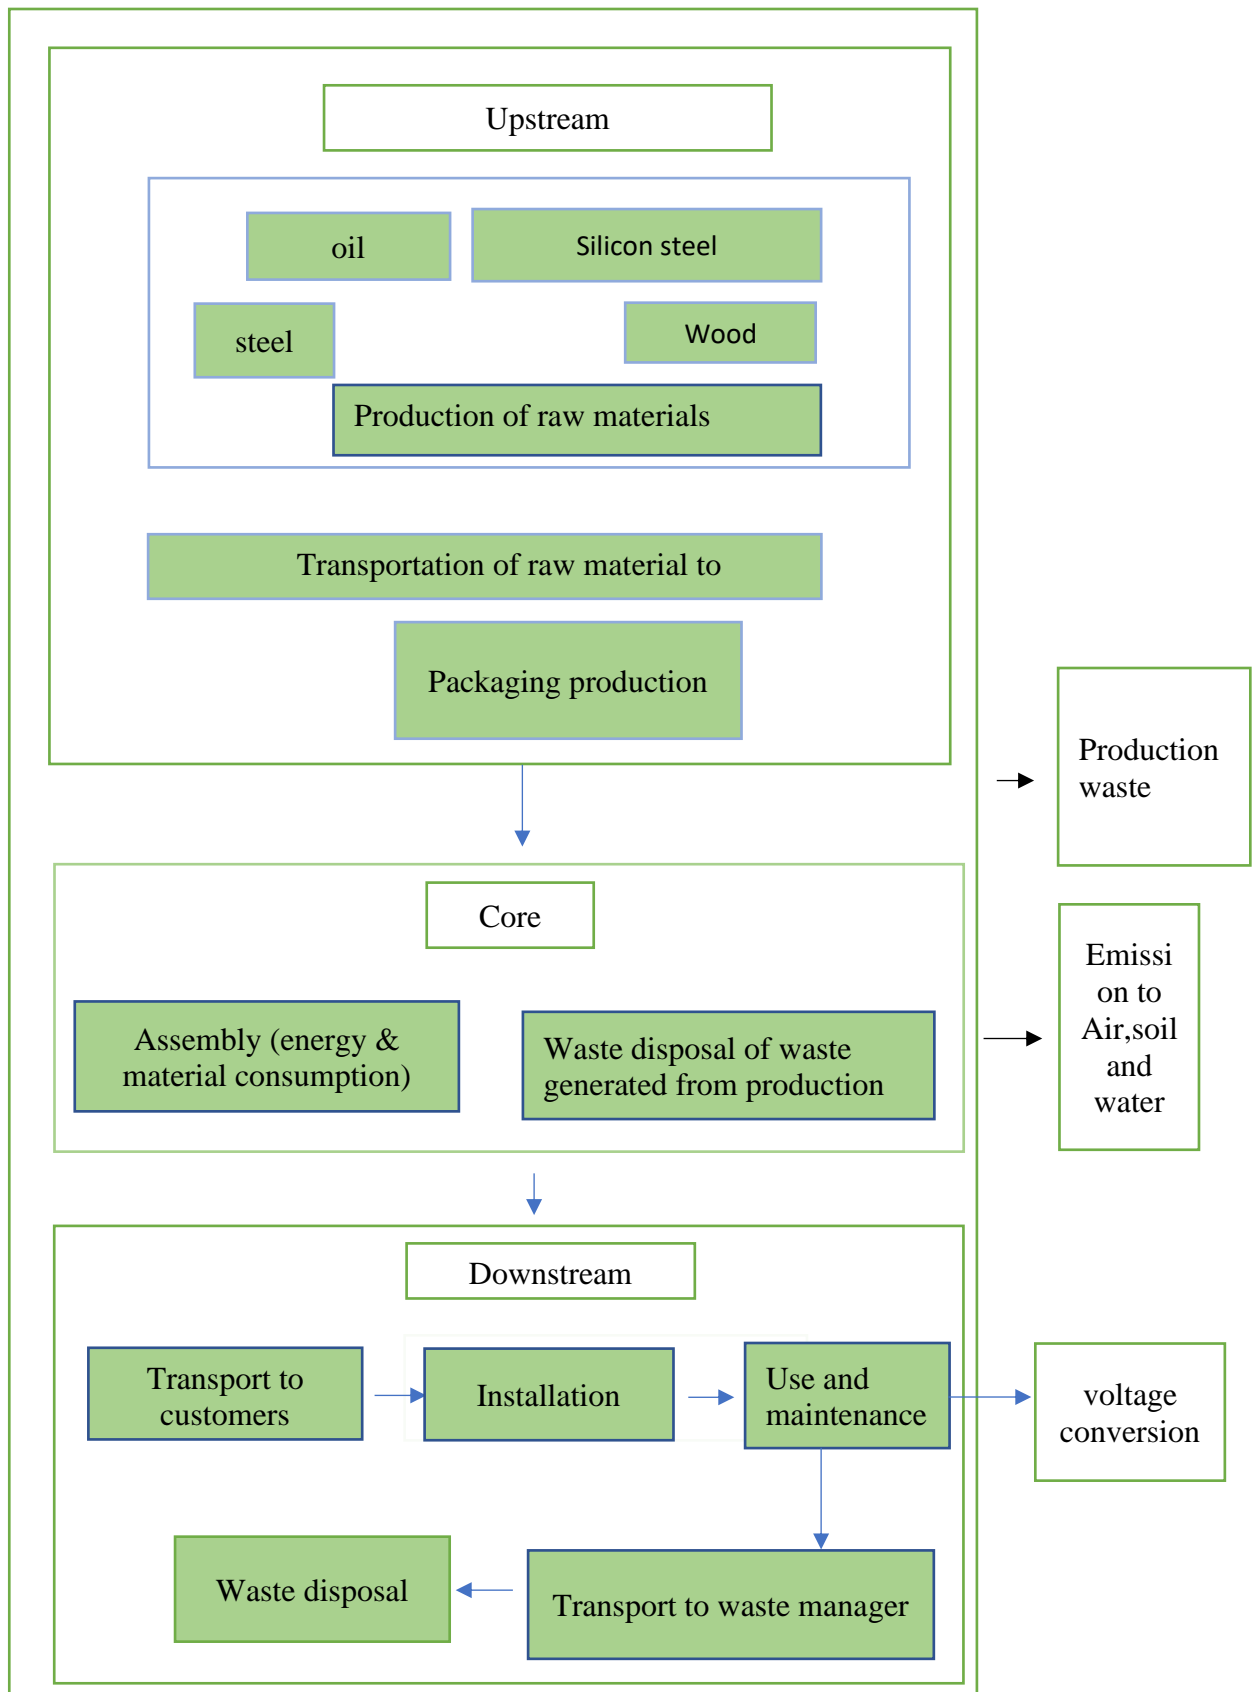 Upstream
oil
Silicon steel
steel
Wood
Production of raw materials
Transportation of raw material to
Packaging production
Production
waste
Core
Assembly (energy &
material consumption)
Waste disposal of waste
generated from production
Emissi
on to
Air,soil
and
water
Downstream
Transport to
customers
Installation
Use and
maintenance
voltage
conversion
Waste disposal
Transport to waste manager